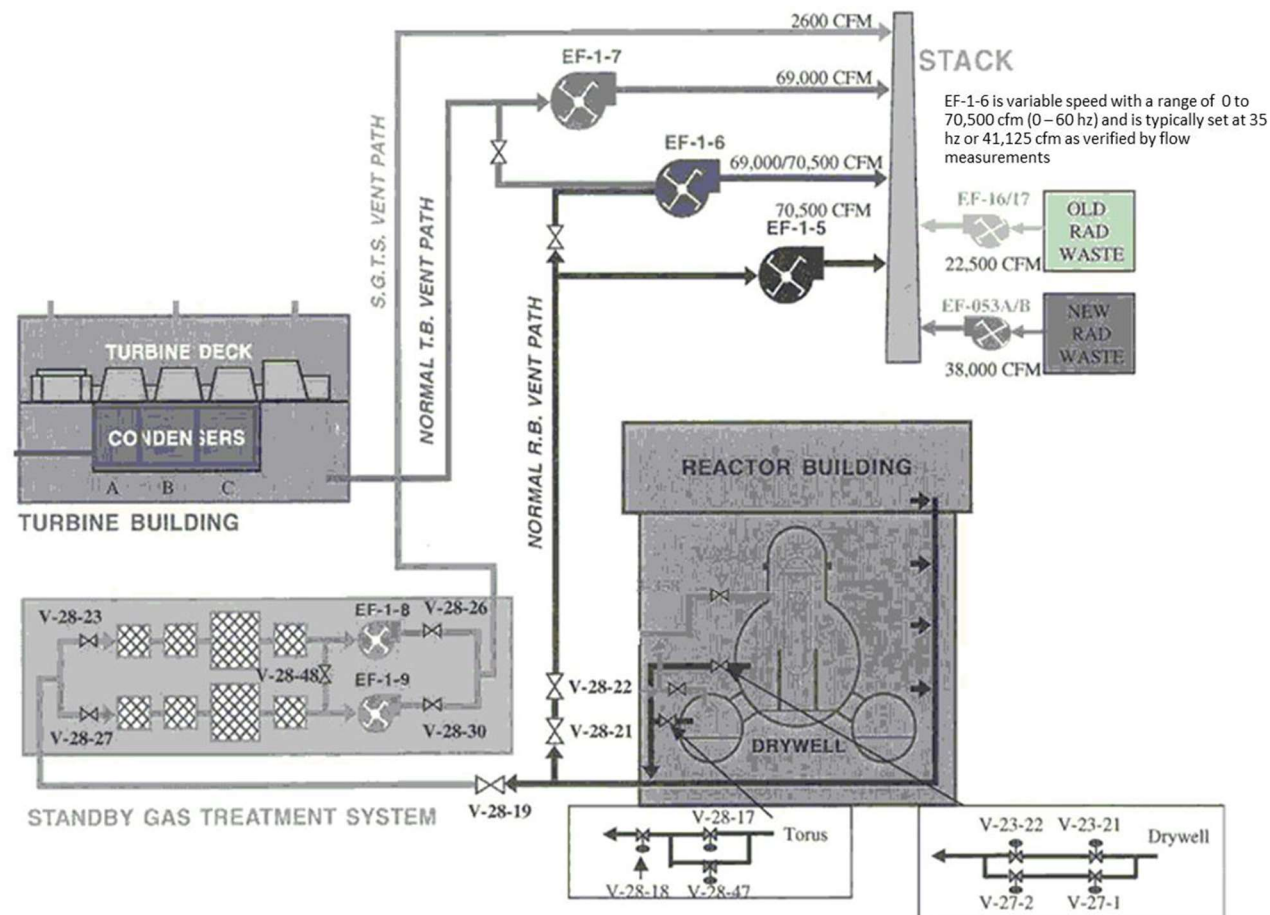 2600 CFM
EF-1-7
69,000 CFM
STACK
EF-1-6 is variable speed with a range of 0 to
70,500 cfm (0 – 60 hz) and is typically set at 35
hz or 41,125 cfm as verified by flow
measurements
EF-1-6
69,000/70,500 CFM
70,500 CFM
EF-1-5
EF-16/17
22,500 CFM
OLD
RAD
WASTE
EF-053A/B
38,000 CFM
NEW
RAD
WASTE
S.G.T.S. VENT PATH
NORMAL T.B. VENT PATH
NORMAL R.B. VENT PATH
TURBINE DECK
CONDENSERS
A B C
TURBINE BUILDING
REACTOR BUILDING
DRYWELL
V-28-23
EF-1-8
V-28-26
V-28-48
EF-1-9
V-28-27
V-28-30
V-28-22
V-28-21
STANDBY GAS TREATMENT SYSTEM
V-28-19
V-28-17
Torus
V-28-18
V-28-47
V-23-22
V-23-21
Drywell
V-27-2
V-27-1